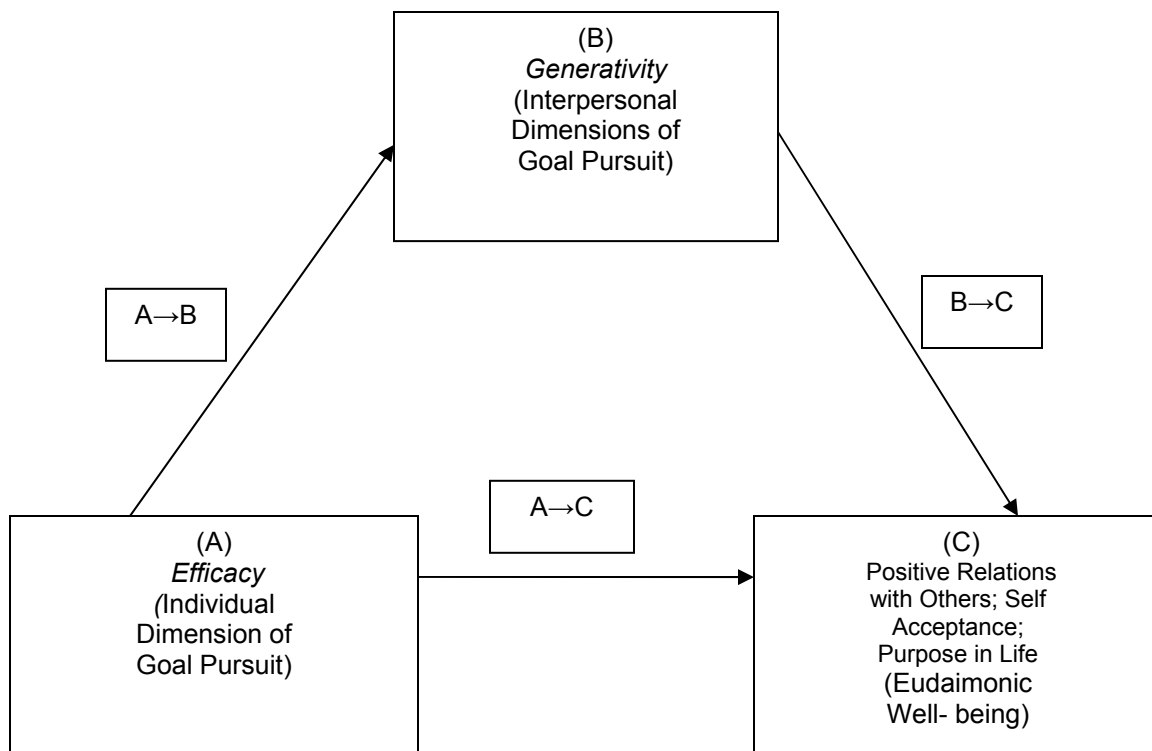 (B)
Generativity
(Interpersonal
Dimensions of
Goal Pursuit)
A→B
B→C
A→C
(A)
Efficacy
(Individual
Dimension of
Goal Pursuit)
(C)
Positive Relations
with Others; Self
Acceptance;
Purpose in Life
(Eudaimonic
Well- being)